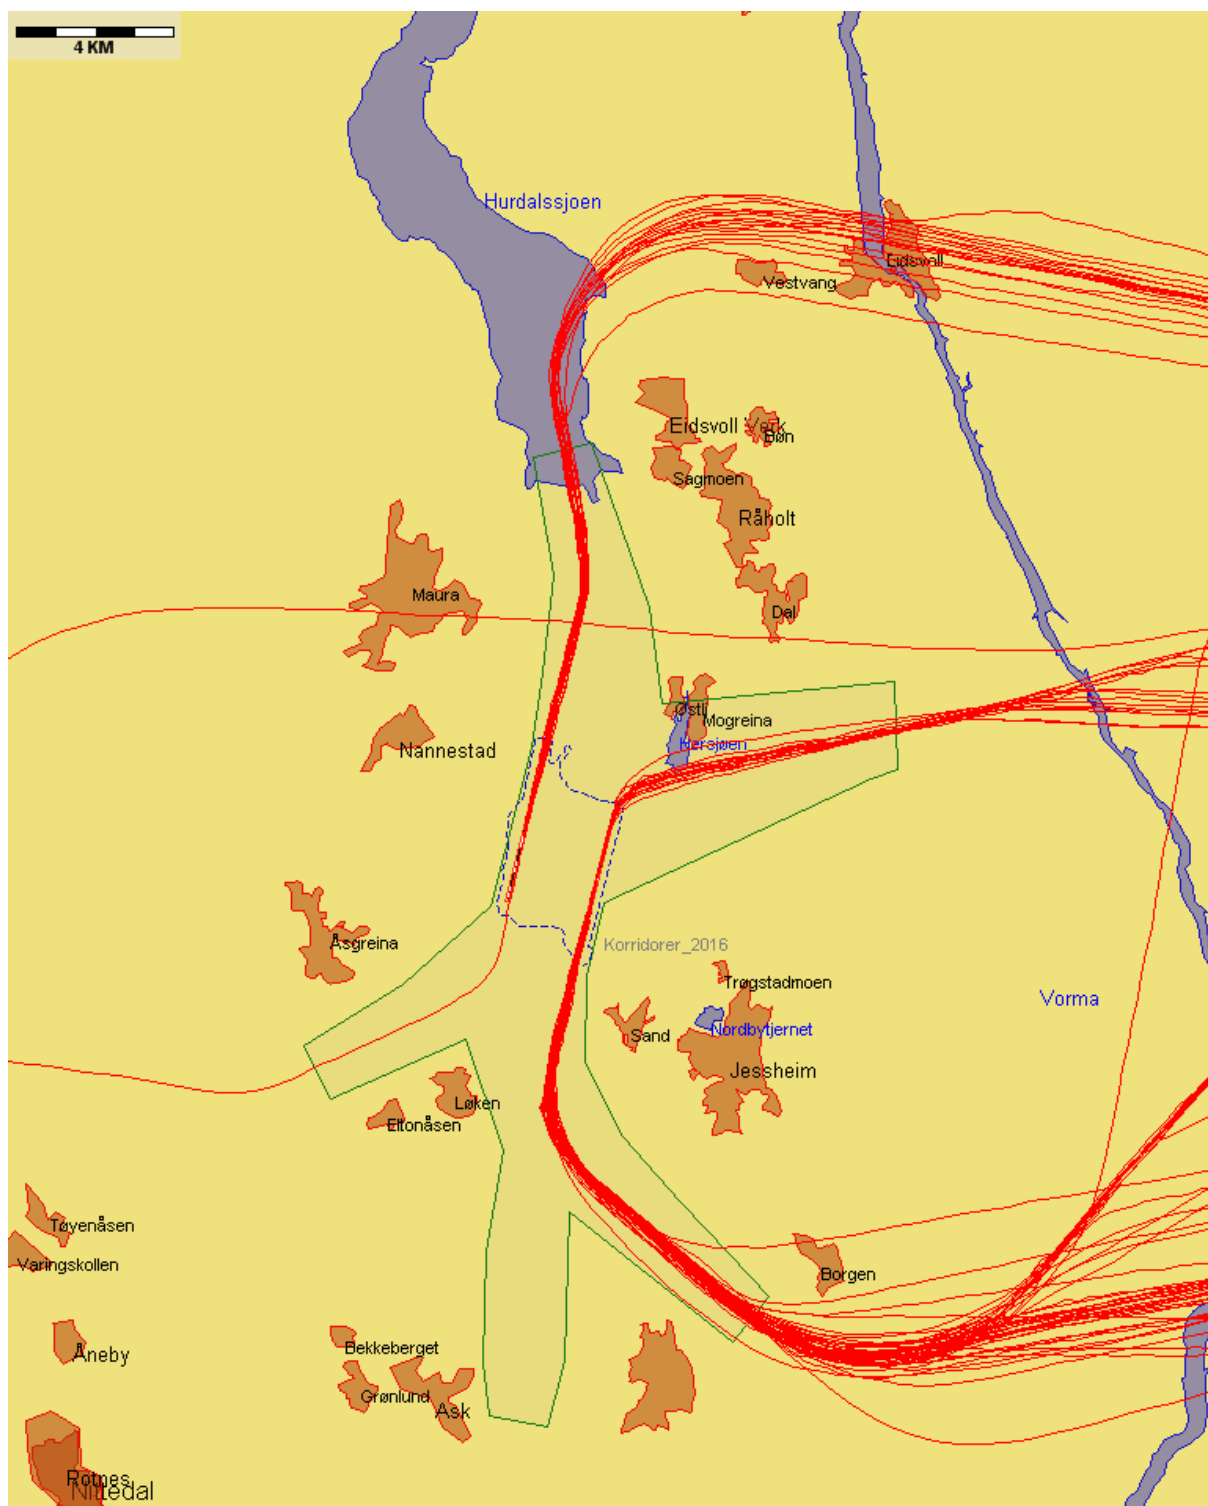 4 KM
Hurdalssjoen
Eidsvoll
Vestvang
Eidsvoll Verk
Bøn
Sagmoen
Råholt
Maura
Dal
Østli
Mogreina
Hersjøen
Nannestad
Åsgreina
Korridorer_2016
Trøgstadmoen
Vorma
Nordbytjernet
Sand
Jessheim
Løken
Eltonåsen
Tøyenåsen
Varingskollen
Borgen
Åneby
Bekkeberget
Grønlund
Ask
Rotnes
Nittedal